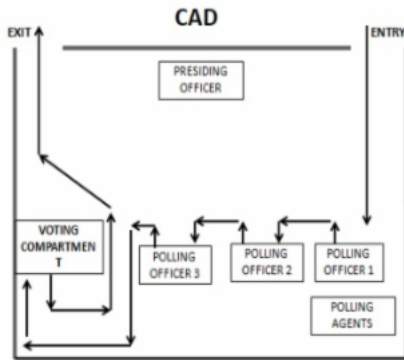 CAD
EXIT
ENTRY
PRESIDING
OFFICER
VOTING
COMPARTMEN
T
POLLING
OFFICER 3
POLLING
OFFICER 2
POLLING
OFFICER 1
POLLING
AGENTS